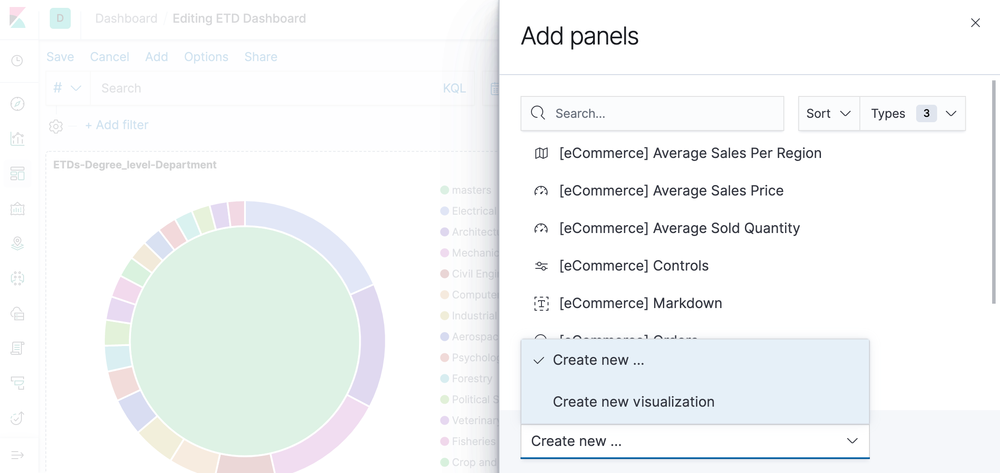 D
Dashboard / Editing ETD Dashboard
Save Cancel Add Options Share
# Search KQL
+ Add filter
ETDs-Degree_level-Department
masters
Electrical
Mechanic
Civil Engi
Computer
Industrial
Aerospac
Psycholog
Forestry
Political S
Veterinary
Fisheries
Crop and
Add panels
Search...
Sort
Types 3
[eCommerce] Average Sales Per Region
[eCommerce] Average Sales Price
[eCommerce] Average Sold Quantity
[eCommerce] Controls
[eCommerce] Markdown
[eCommerce] Orders
Create new ...
Create new visualization
Create new ...